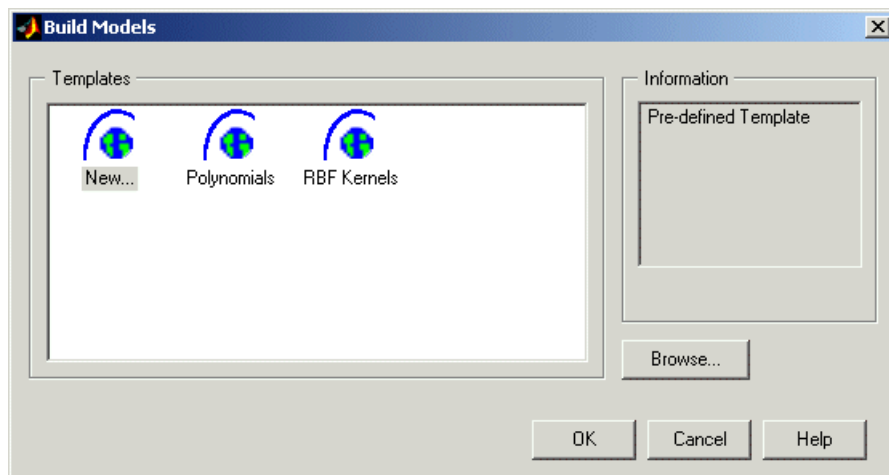 Build Models
Templates
New...
Polynomials
RBF Kernels
Information
Pre-defined Template
Browse...
OK
Cancel
Help